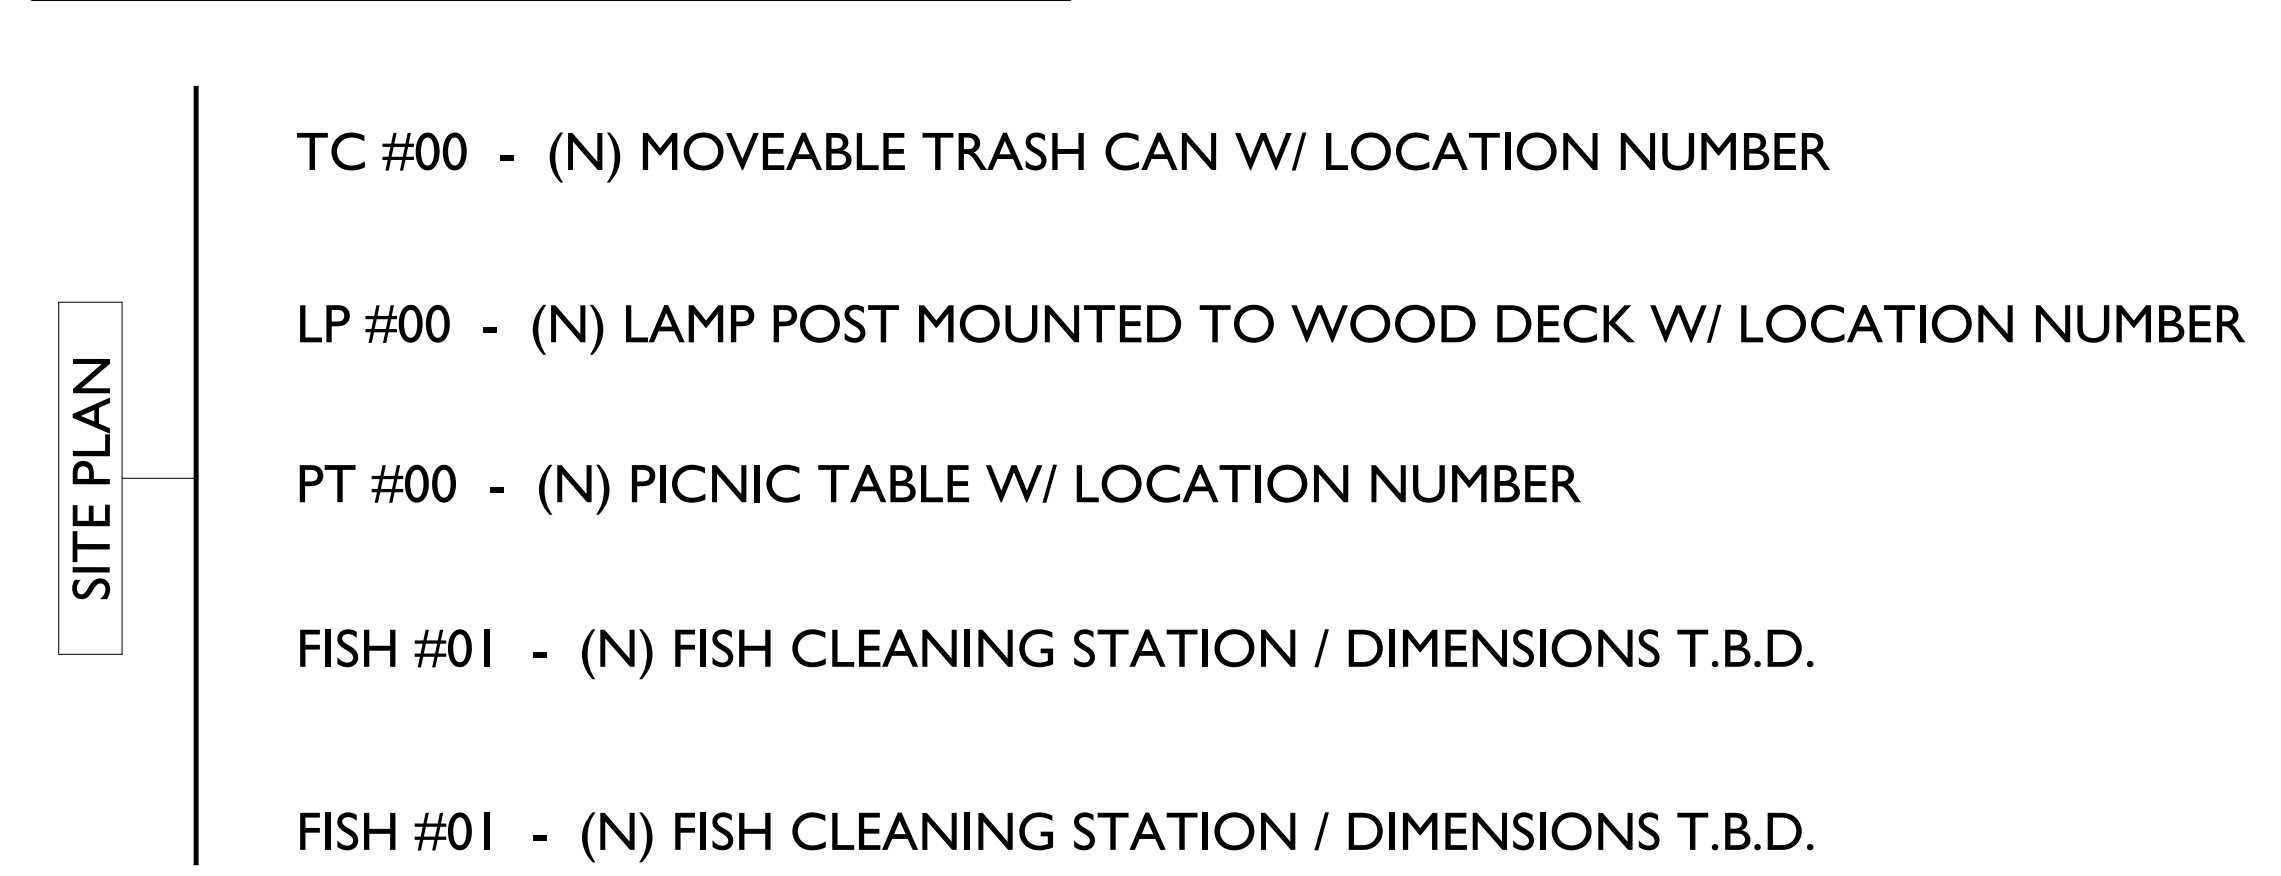 SITE PLAN
TC #00 - (N) MOVEABLE TRASH CAN W/ LOCATION NUMBER
LP #00 - (N) LAMP POST MOUNTED TO WOOD DECK W/ LOCATION NUMBER
PT #00 - (N) PICNIC TABLE W/ LOCATION NUMBER
FISH #01 - (N) FISH CLEANING STATION / DIMENSIONS T.B.D.
FISH #01 - (N) FISH CLEANING STATION / DIMENSIONS T.B.D.